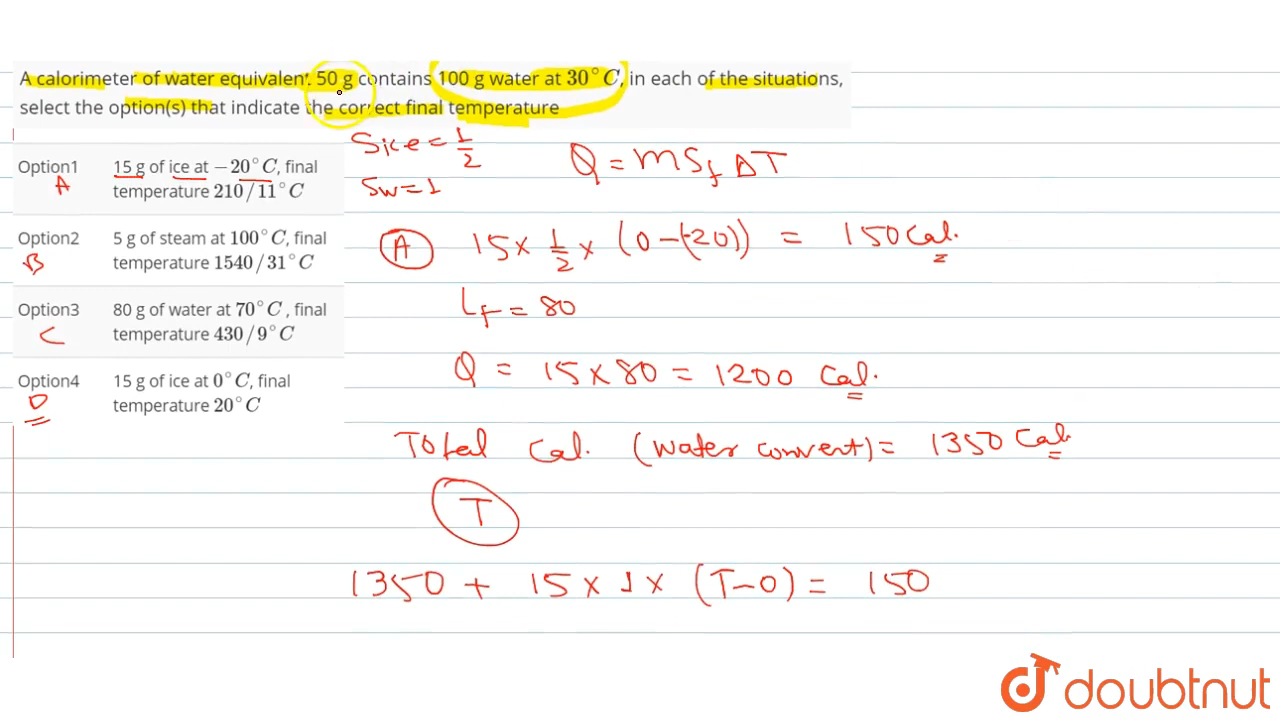 A calorimeter of water equivalent 50 g contains 100 g water at 30°C, in each of the situations,
select the option(s) that indicate the correct final temperature
Sice = 1/2
Sw = 1
Q = m Sf ΔT
Option1 15 g of ice at −20°C, final
temperature 210/11°C
A
Option2 5 g of steam at 100°C, final
temperature 1540/31°C
B
Option3 80 g of water at 70°C , final
temperature 430/9°C
C
Option4 15 g of ice at 0°C, final
temperature 20°C
D
A 15 × 1/2 × (0 − (−20)) = 150 Cal.
LF = 80
Q = 15 × 80 = 1200 Cal.
Total Cal. (water convert) = 1350 Cal.
T
1350 + 15 × 1 × (T − 0) = 150
doubtnut